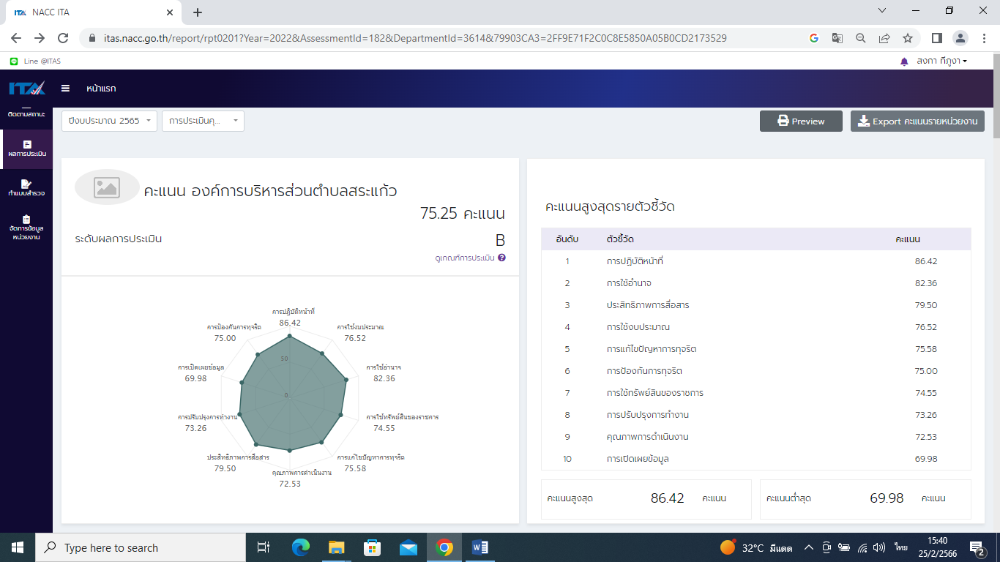 ITA NACC ITA
itas.nacc.go.th/report/rpt0201?Year=2022&AssessmentId=182&DepartmentId=3614&79903CA3=2FF9E71F2C0C8E5850A05B0CD2173529
Line @ITAS
สงกา ทีภูงา
ITA หน้าแรก
ติดตามสถานะ
ผลการประเมิน
ทำแบบสำรวจ
จัดการข้อมูล
หน่วยงาน
ปีงบประมาณ 2565 การประเมินคุ...
Preview Export คะแนนรายหน่วยงาน
คะแนน องค์การบริหารส่วนตำบลสระแก้ว
75.25 คะแนน
ระดับผลการประเมิน B
ดูเกณฑ์การประเมิน ?
การปฏิบัติหน้าที่
86.42
การใช้งบประมาณ
76.52
การใช้อำนาจ
82.36
การใช้ทรัพย์สินของราชการ
74.55
การแก้ไขปัญหาการทุจริต
75.58
คุณภาพการดำเนินงาน
72.53
ประสิทธิภาพการสื่อสาร
79.50
การปรับปรุงการทำงาน
73.26
การเปิดเผยข้อมูล
69.98
การป้องกันการทุจริต
75.00
50
0
คะแนนสูงสุดรายตัวชี้วัด
อันดับ ตัวชี้วัด คะแนน
1 การปฏิบัติหน้าที่ 86.42
2 การใช้อำนาจ 82.36
3 ประสิทธิภาพการสื่อสาร 79.50
4 การใช้งบประมาณ 76.52
5 การแก้ไขปัญหาการทุจริต 75.58
6 การป้องกันการทุจริต 75.00
7 การใช้ทรัพย์สินของราชการ 74.55
8 การปรับปรุงการทำงาน 73.26
9 คุณภาพการดำเนินงาน 72.53
10 การเปิดเผยข้อมูล 69.98
คะแนนสูงสุด 86.42 คะแนน
คะแนนต่ำสุด 69.98 คะแนน
Type here to search
32°C มีแดด
ไทย
15:40
25/2/2566
2